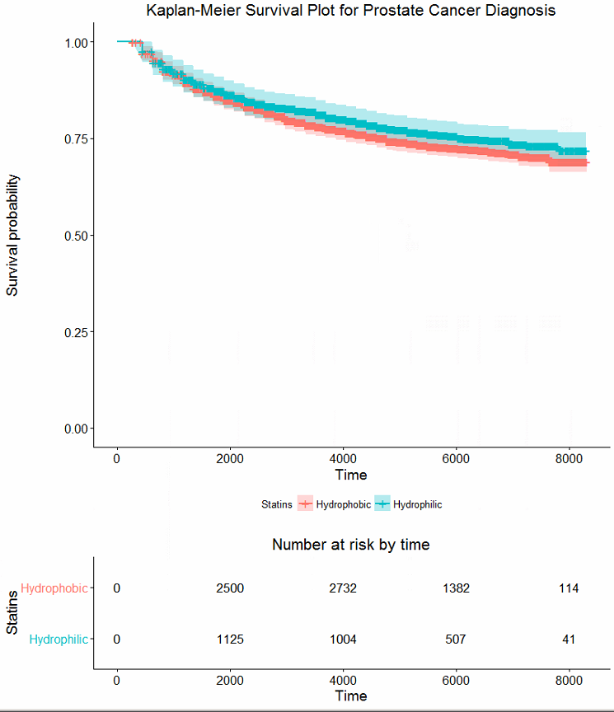 Kaplan-Meier Survival Plot for Prostate Cancer Diagnosis
1.00
0.75
0.50
0.25
0.00
Survival probability
0 2000 4000 6000 8000
Time
Statins Hydrophobic Hydrophilic
Number at risk by time
Statins
Hydrophobic 0 2500 2732 1382 114
Hydrophilic 0 1125 1004 507 41
0 2000 4000 6000 8000
Time